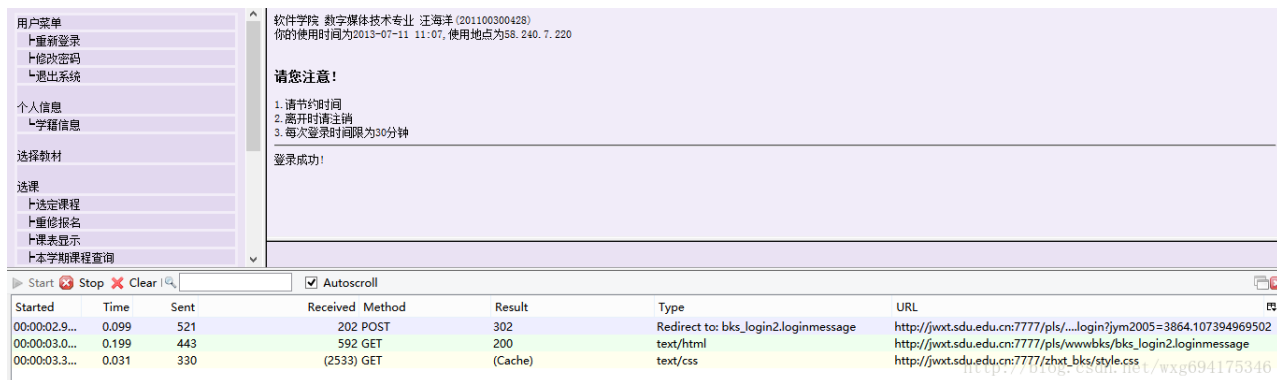 用户菜单
┣重新登录
┣修改密码
┗退出系统
个人信息
┗学籍信息
选择教材
选课
┣选定课程
┣重修报名
┣课表显示
┣本学期课程查询
软件学院 数字媒体技术专业 汪海洋(201100300428)
你的使用时间为2013-07-11 11:07,使用地点为58.240.7.220
请您注意!
1.请节约时间
2.离开时请注销
3.每次登录时间限为30分钟
登录成功!
Start Stop Clear Autoscroll
Started Time Sent Received Method Result Type URL
00:00:02.9... 0.099 521 202 POST 302 Redirect to: bks_login2.loginmessage http://jwxt.sdu.edu.cn:7777/pls/....login?jym2005=3864.107394969502
00:00:03.0... 0.199 443 592 GET 200 text/html http://jwxt.sdu.edu.cn:7777/pls/wwwbks/bks_login2.loginmessage
00:00:03.3... 0.031 330 (2533) GET (Cache) text/css http://jwxt.sdu.edu.cn:7777/zhxt_bks/style.css
http://blog.csdn.net/wxg694175346